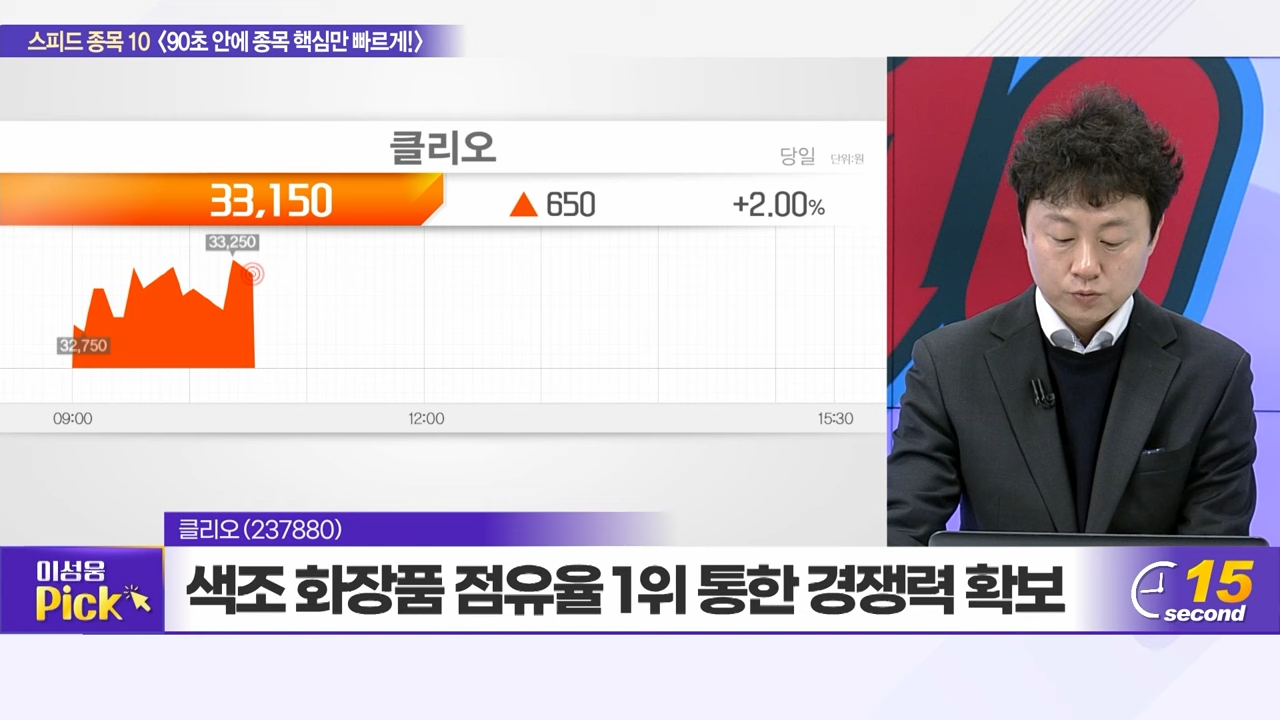 스피드 종목 10 〈90초 안에 종목 핵심만 빠르게!〉
클리오
당일 단위:원
33,150 ▲ 650 +2.00%
33,250
32,750
09:00 12:00 15:30
클리오 (237880)
이성웅
Pick
색조 화장품 점유율 1위 통한 경쟁력 확보
15
second